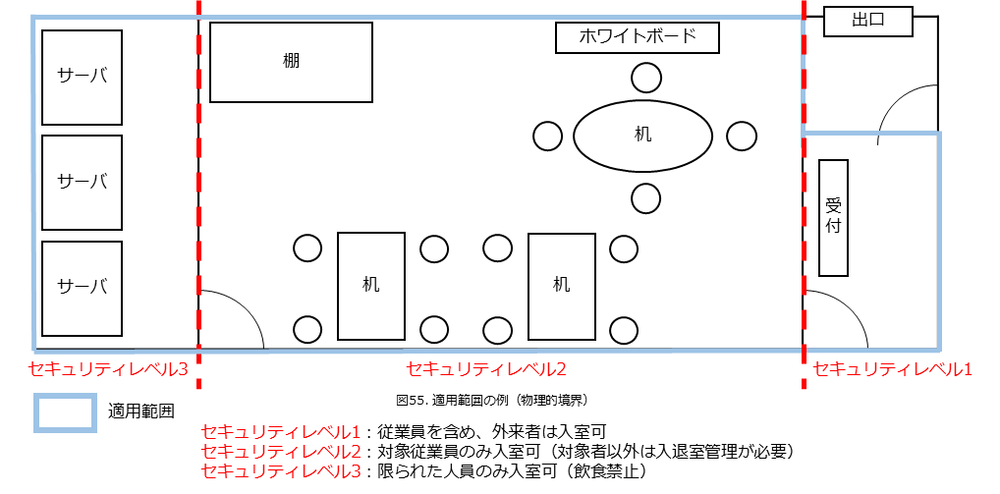 出口
ホワイトボード
棚
サーバ
机
サーバ
受付
サーバ
机
机
セキュリティレベル3
セキュリティレベル2
セキュリティレベル1
図55. 適用範囲の例（物理的境界）
適用範囲
セキュリティレベル1：従業員を含め、外来者は入室可
セキュリティレベル2：対象従業員のみ入室可（対象者以外は入退室管理が必要）
セキュリティレベル3：限られた人員のみ入室可（飲食禁止）